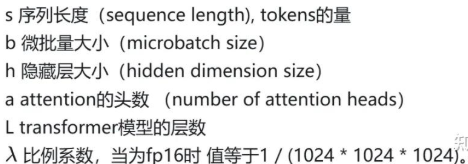 s 序列长度（sequence length), tokens的量
b 微批量大小（microbatch size）
h 隐藏层大小（hidden dimension size）
a attention的头数 （number of attention heads）
L transformer模型的层数
λ 比例系数，当为fp16时 值等于1 / (1024 * 1024 * 1024)